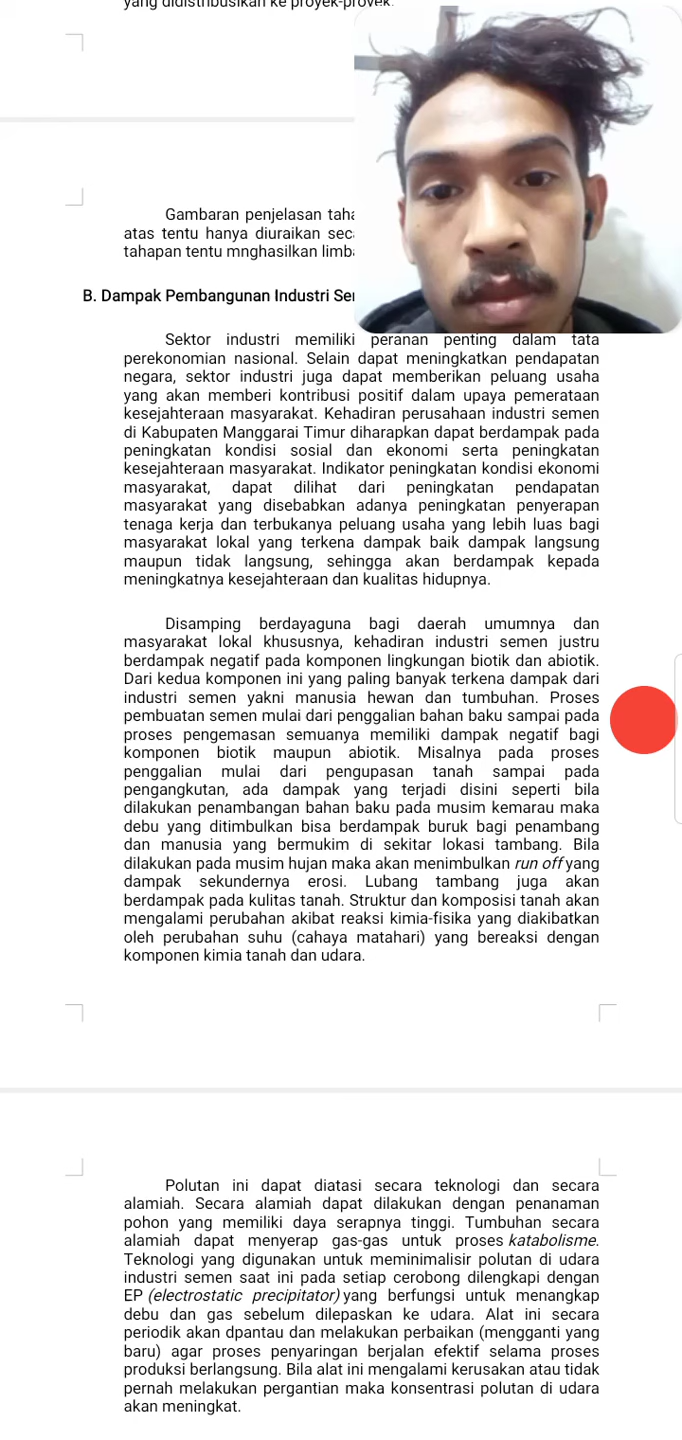 yang didistribusikan ke proyek-proyek.
Gambaran penjelasan taha
atas tentu hanya diuraikan sec
tahapan tentu mnghasilkan limb
B. Dampak Pembangunan Industri Se
Sektor industri memiliki peranan penting dalam tata
perekonomian nasional. Selain dapat meningkatkan pendapatan
negara, sektor industri juga dapat memberikan peluang usaha
yang akan memberi kontribusi positif dalam upaya pemerataan
kesejahteraan masyarakat. Kehadiran perusahaan industri semen
di Kabupaten Manggarai Timur diharapkan dapat berdampak pada
peningkatan kondisi sosial dan ekonomi serta peningkatan
kesejahteraan masyarakat. Indikator peningkatan kondisi ekonomi
masyarakat, dapat dilihat dari peningkatan pendapatan
masyarakat yang disebabkan adanya peningkatan penyerapan
tenaga kerja dan terbukanya peluang usaha yang lebih luas bagi
masyarakat lokal yang terkena dampak baik dampak langsung
maupun tidak langsung, sehingga akan berdampak kepada
meningkatnya kesejahteraan dan kualitas hidupnya.
Disamping berdayaguna bagi daerah umumnya dan
masyarakat lokal khususnya, kehadiran industri semen justru
berdampak negatif pada komponen lingkungan biotik dan abiotik.
Dari kedua komponen ini yang paling banyak terkena dampak dari
industri semen yakni manusia hewan dan tumbuhan. Proses
pembuatan semen mulai dari penggalian bahan baku sampai pada
proses pengemasan semuanya memiliki dampak negatif bagi
komponen biotik maupun abiotik. Misalnya pada proses
penggalian mulai dari pengupasan tanah sampai pada
pengangkutan, ada dampak yang terjadi disini seperti bila
dilakukan penambangan bahan baku pada musim kemarau maka
debu yang ditimbulkan bisa berdampak buruk bagi penambang
dan manusia yang bermukim di sekitar lokasi tambang. Bila
dilakukan pada musim hujan maka akan menimbulkan run off yang
dampak sekundernya erosi. Lubang tambang juga akan
berdampak pada kulitas tanah. Struktur dan komposisi tanah akan
mengalami perubahan akibat reaksi kimia-fisika yang diakibatkan
oleh perubahan suhu (cahaya matahari) yang bereaksi dengan
komponen kimia tanah dan udara.
Polutan ini dapat diatasi secara teknologi dan secara
alamiah. Secara alamiah dapat dilakukan dengan penanaman
pohon yang memiliki daya serapnya tinggi. Tumbuhan secara
alamiah dapat menyerap gas-gas untuk proses katabolisme.
Teknologi yang digunakan untuk meminimalisir polutan di udara
industri semen saat ini pada setiap cerobong dilengkapi dengan
EP (electrostatic precipitator) yang berfungsi untuk menangkap
debu dan gas sebelum dilepaskan ke udara. Alat ini secara
periodik akan dpantau dan melakukan perbaikan (mengganti yang
baru) agar proses penyaringan berjalan efektif selama proses
produksi berlangsung. Bila alat ini mengalami kerusakan atau tidak
pernah melakukan pergantian maka konsentrasi polutan di udara
akan meningkat.